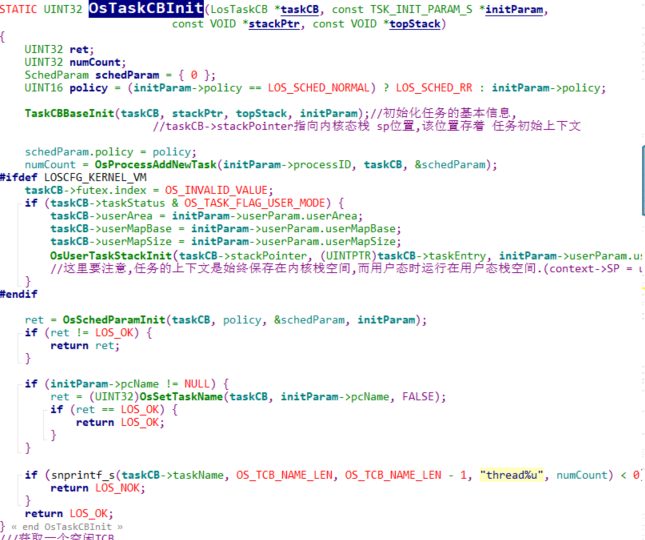 STATIC UINT32 OsTaskCBInit(LosTaskCB *taskCB, const TSK_INIT_PARAM_S *initParam,
const VOID *stackPtr, const VOID *topStack)
{
UINT32 ret;
UINT32 numCount;
SchedParam schedParam = { 0 };
UINT16 policy = (initParam->policy == LOS_SCHED_NORMAL) ? LOS_SCHED_RR : initParam->policy;
TaskCBBaseInit(taskCB, stackPtr, topStack, initParam);//初始化任务的基本信息,
//taskCB->stackPointer指向内核态栈 sp位置,该位置存着 任务初始上下文
schedParam.policy = policy;
numCount = OsProcessAddNewTask(initParam->processID, taskCB, &schedParam);
#ifdef LOSCFG_KERNEL_VM
taskCB->futex.index = OS_INVALID_VALUE;
if (taskCB->taskStatus & OS_TASK_FLAG_USER_MODE) {
taskCB->userArea = initParam->userParam.userArea;
taskCB->userMapBase = initParam->userParam.userMapBase;
taskCB->userMapSize = initParam->userParam.userMapSize;
OsUserTaskStackInit(taskCB->stackPointer, (UINTPTR)taskCB->taskEntry, initParam->userParam.us
//这里要注意,任务的上下文是始终保存在内核栈空间,而用户态时运行在用户态栈空间.(context->SP = u
}
#endif
ret = OsSchedParamInit(taskCB, policy, &schedParam, initParam);
if (ret != LOS_OK) {
return ret;
}
if (initParam->pcName != NULL) {
ret = (UINT32)OsSetTaskName(taskCB, initParam->pcName, FALSE);
if (ret == LOS_OK) {
return LOS_OK;
}
}
if (snprintf_s(taskCB->taskName, OS_TCB_NAME_LEN, OS_TCB_NAME_LEN - 1, "thread%u", numCount) < 0
return LOS_NOK;
}
return LOS_OK;
} « end OsTaskCBInit »
///获取一个空闲TCB